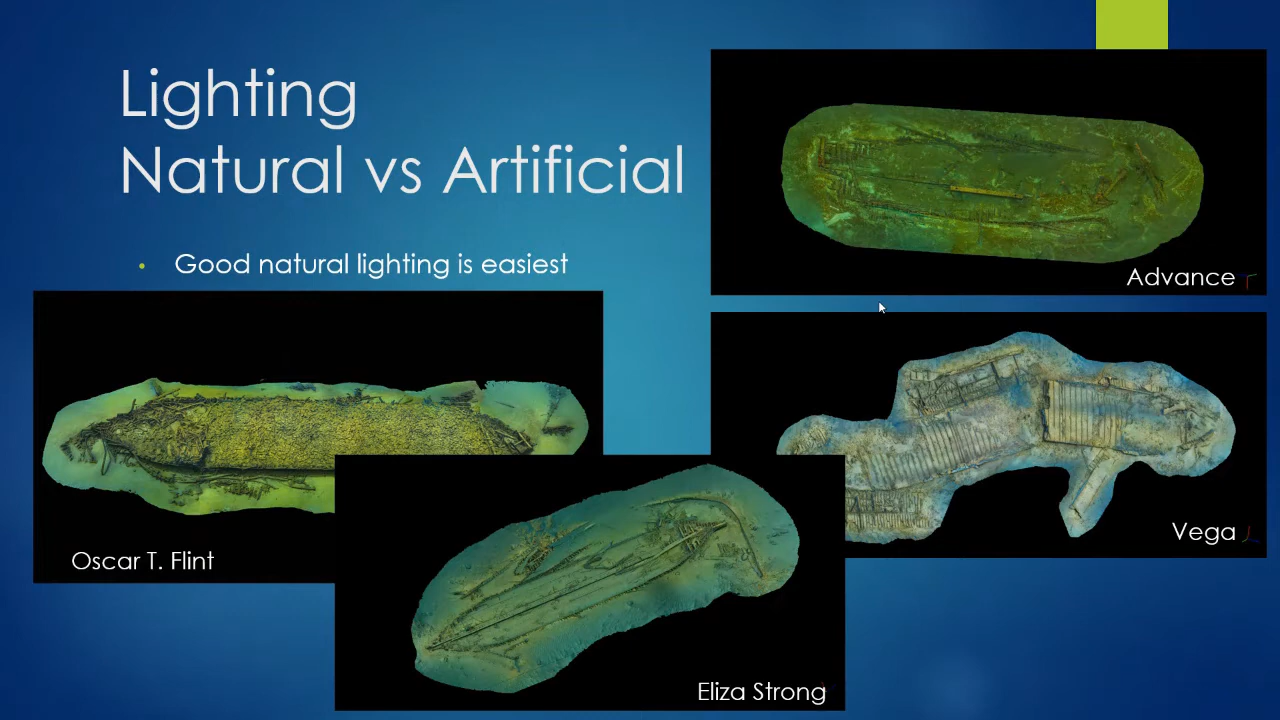 Lighting
Natural vs Artificial
• Good natural lighting is easiest
Advance
Oscar T. Flint
Vega
Eliza Strong